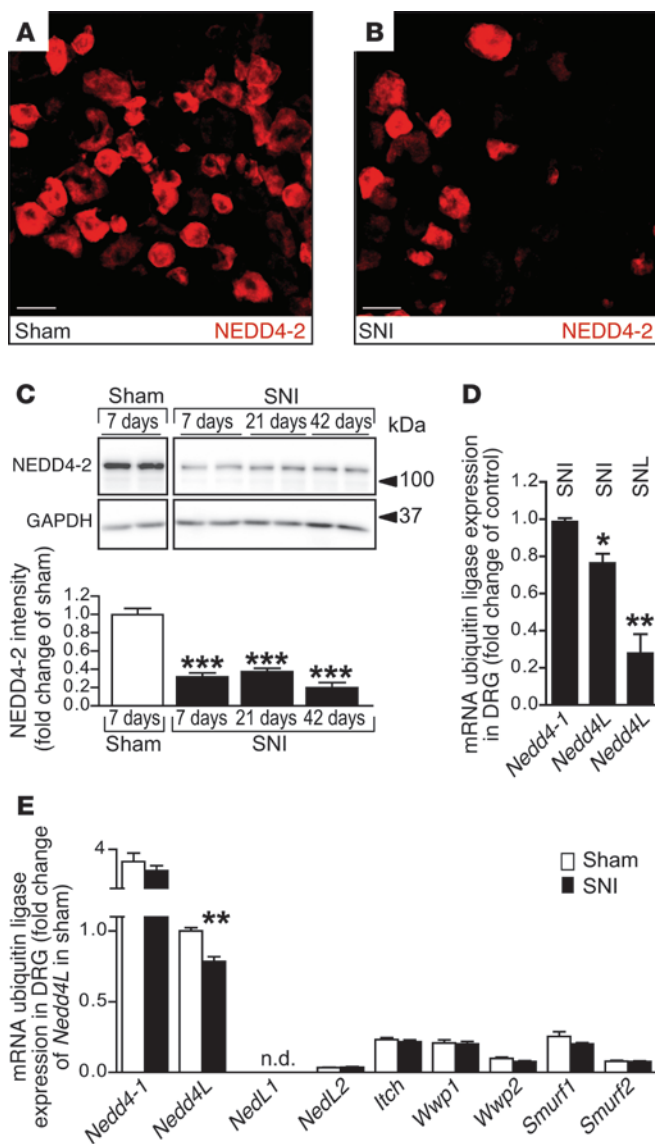 A
B
Sham NEDD4-2
SNI NEDD4-2
C
Sham SNI
7 days 7 days 21 days 42 days kDa
NEDD4-2
100
GAPDH
37
NEDD4-2 intensity
(fold change of sham)
1.2
1.0
0.8
0.6
0.4
0.2
0
*** *** ***
7 days 7 days 21 days 42 days
Sham SNI
D
mRNA ubiquitin ligase expression
in DRG (fold change of control)
SNI SNI SNL
1.2
1.0
0.8
0.6
0.4
0.2
0
*
**
Nedd4-1 Nedd4L Nedd4L
E
mRNA ubiquitin ligase
expression in DRG (fold change
of Nedd4L in sham)
4
1.0
0.5
0.0
Sham
SNI
**
n.d.
Nedd4-1 Nedd4L NedL1 NedL2 Itch Wwp1 Wwp2 Smurf1 Smurf2